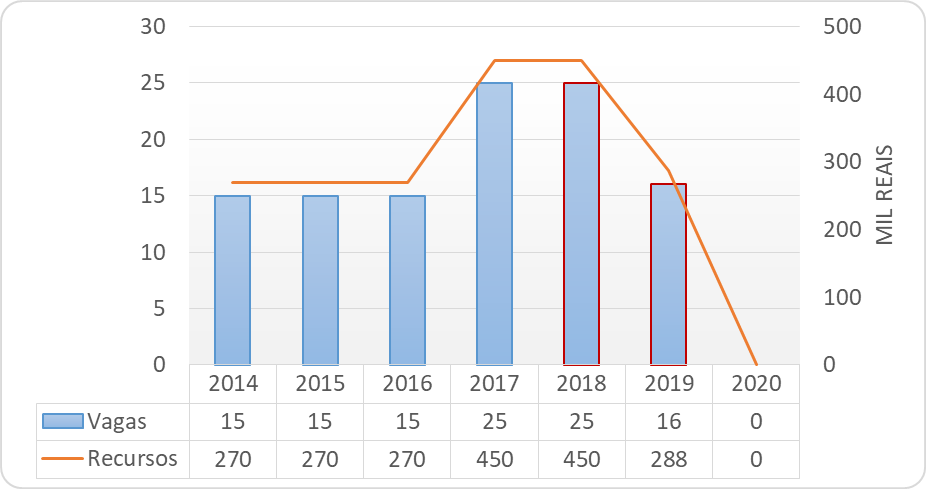 30 500
25 400
20 300
15
10 200
5 100
0 0
MIL REAIS
2014 2015 2016 2017 2018 2019 2020
Vagas 15 15 15 25 25 16 0
Recursos 270 270 270 450 450 288 0